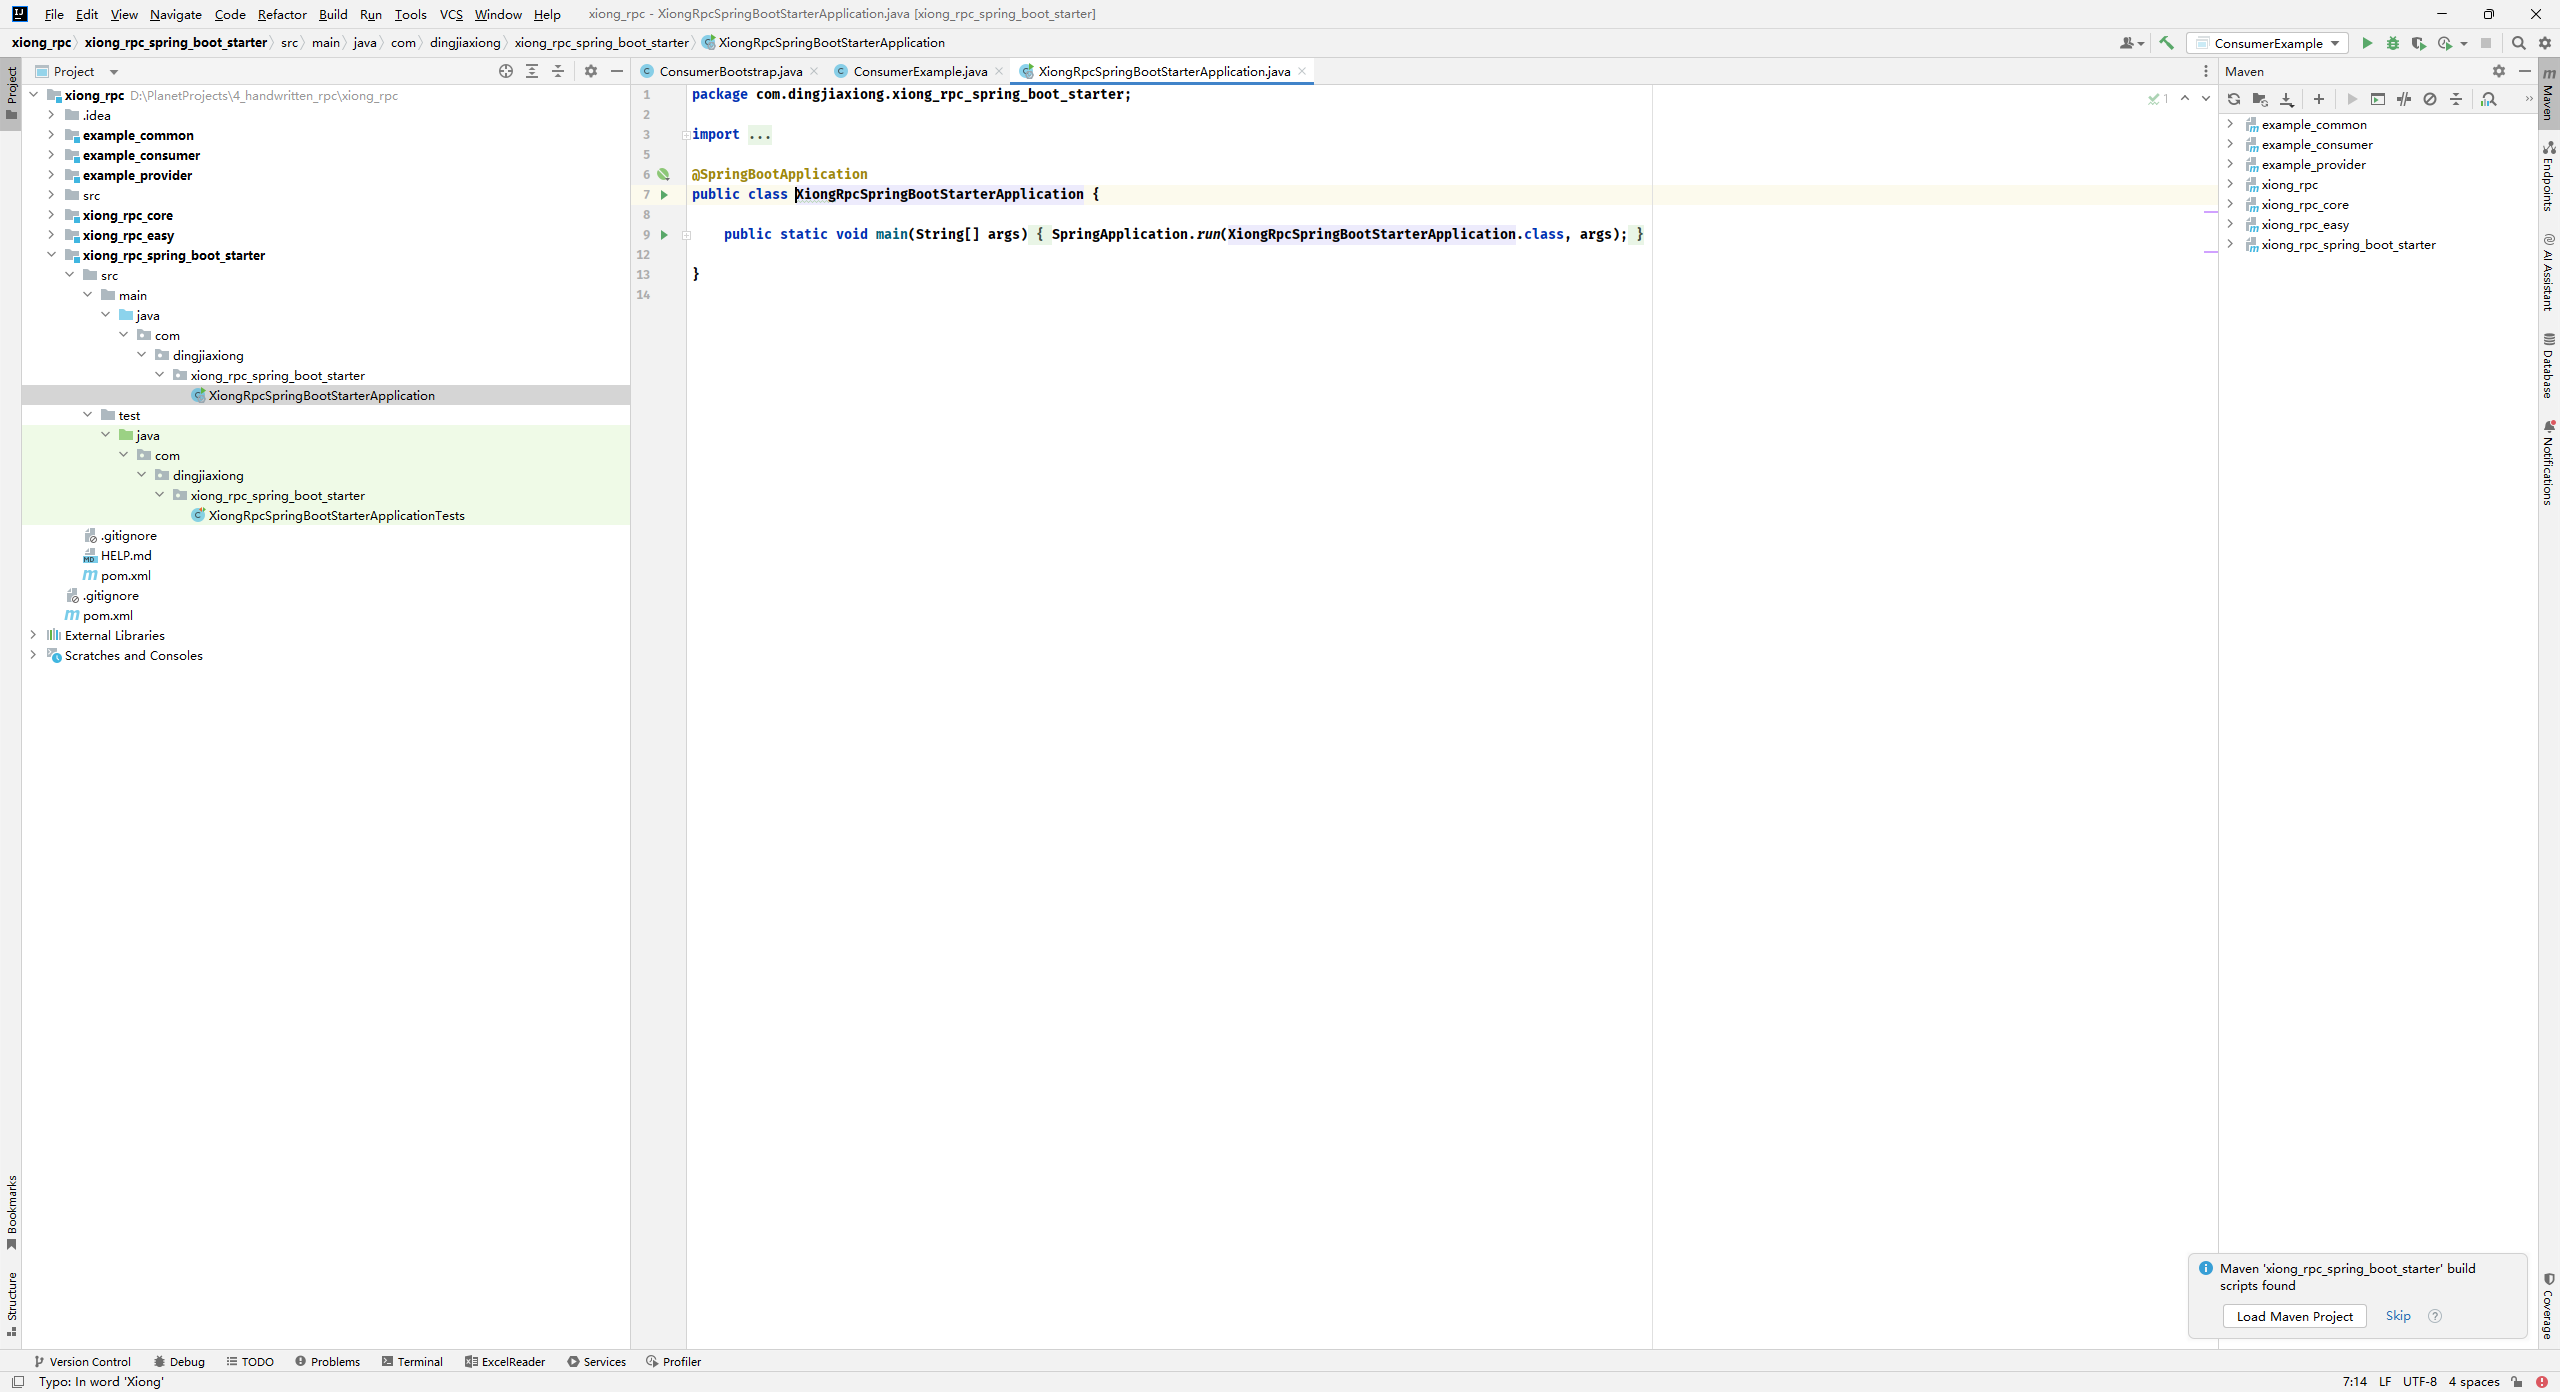 File Edit View Navigate Code Refactor Build Run Tools VCS Window Help xiong_rpc - XiongRpcSpringBootStarterApplication.java [xiong_rpc_spring_boot_starter]
xiong_rpc xiong_rpc_spring_boot_starter src main java com dingjiaxiong xiong_rpc_spring_boot_starter XiongRpcSpringBootStarterApplication
ConsumerExample
Project
Project
xiong_rpc D:\PlanetProjects\4_handwritten_rpc\xiong_rpc
.idea
example_common
example_consumer
example_provider
src
xiong_rpc_core
xiong_rpc_easy
xiong_rpc_spring_boot_starter
src
main
java
com
dingjiaxiong
xiong_rpc_spring_boot_starter
XiongRpcSpringBootStarterApplication
test
java
com
dingjiaxiong
xiong_rpc_spring_boot_starter
XiongRpcSpringBootStarterApplicationTests
.gitignore
HELP.md
pom.xml
.gitignore
pom.xml
External Libraries
Scratches and Consoles
Bookmarks
Structure
ConsumerBootstrap.java ConsumerExample.java XiongRpcSpringBootStarterApplication.java
1 package com.dingjiaxiong.xiong_rpc_spring_boot_starter;
2
3 import ...
5
6 @SpringBootApplication
7 public class XiongRpcSpringBootStarterApplication {
8
9 public static void main(String[] args) { SpringApplication.run(XiongRpcSpringBootStarterApplication.class, args); }
12
13 }
14
1
Maven
example_common
example_consumer
example_provider
xiong_rpc
xiong_rpc_core
xiong_rpc_easy
xiong_rpc_spring_boot_starter
Maven
Endpoints
AI Assistant
Database
Notifications
Coverage
Maven 'xiong_rpc_spring_boot_starter' build
scripts found
Load Maven Project Skip
Version Control Debug TODO Problems Terminal ExcelReader Services Profiler
Typo: In word 'Xiong' 7:14 LF UTF-8 4 spaces